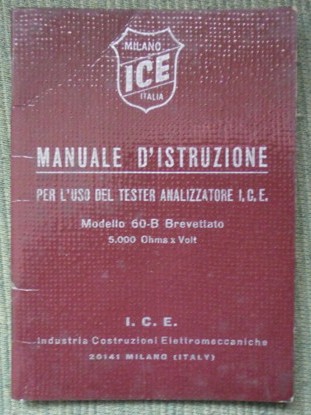 MILANO
ICE
ITALIA
MANUALE D'ISTRUZIONE
PER L'USO DEL TESTER ANALIZZATORE I.C.E.
Modello 60-B Brevettato
5.000 Ohms x Volt
I. C. E.
Industria Costruzioni Elettromeccaniche
20141 MILANO (ITALY)